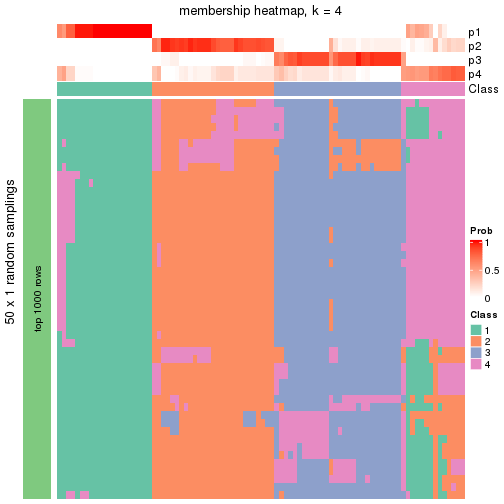 membership heatmap, k = 4
p1
p2
p3
p4
Class
50 x 1 random samplings
top 1000 rows
Prob
1
0.5
0
Class
1
2
3
4